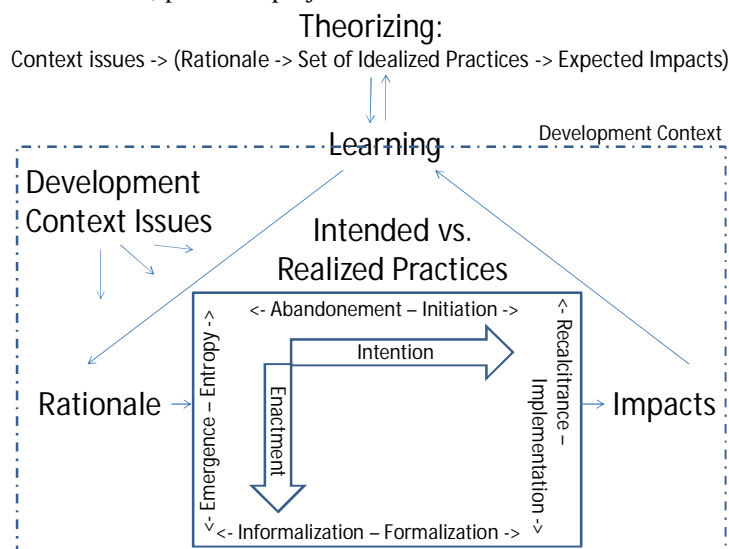 Theorizing:
Context issues -> (Rationale -> Set of Idealized Practices -> Expected Impacts)
Development Context
Learning
Development
Context Issues
Intended vs.
Realized Practices
<- Abandonement – Initiation ->
Intention
Enactment
<- Emergence – Entropy ->
<- Recalcitrance –
Implementation ->
Rationale
Impacts
<- Informalization – Formalization ->